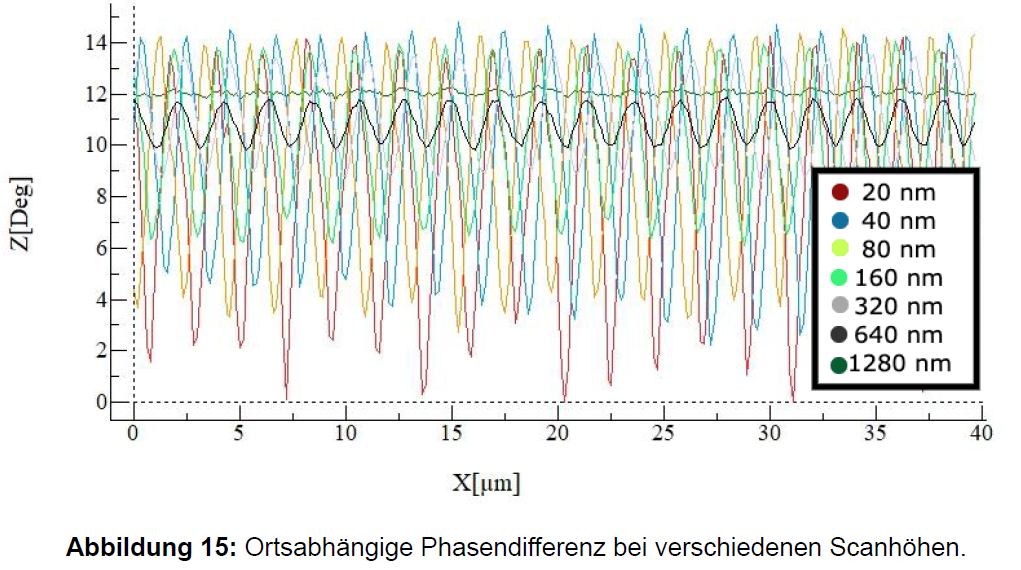 14
12
10
8
6
4
2
0
Z[Deg]
0 5 10 15 20 25 30 35 40
X[µm]
20 nm
40 nm
80 nm
160 nm
320 nm
640 nm
1280 nm
Abbildung 15: Ortsabhängige Phasendifferenz bei verschiedenen Scanhöhen.